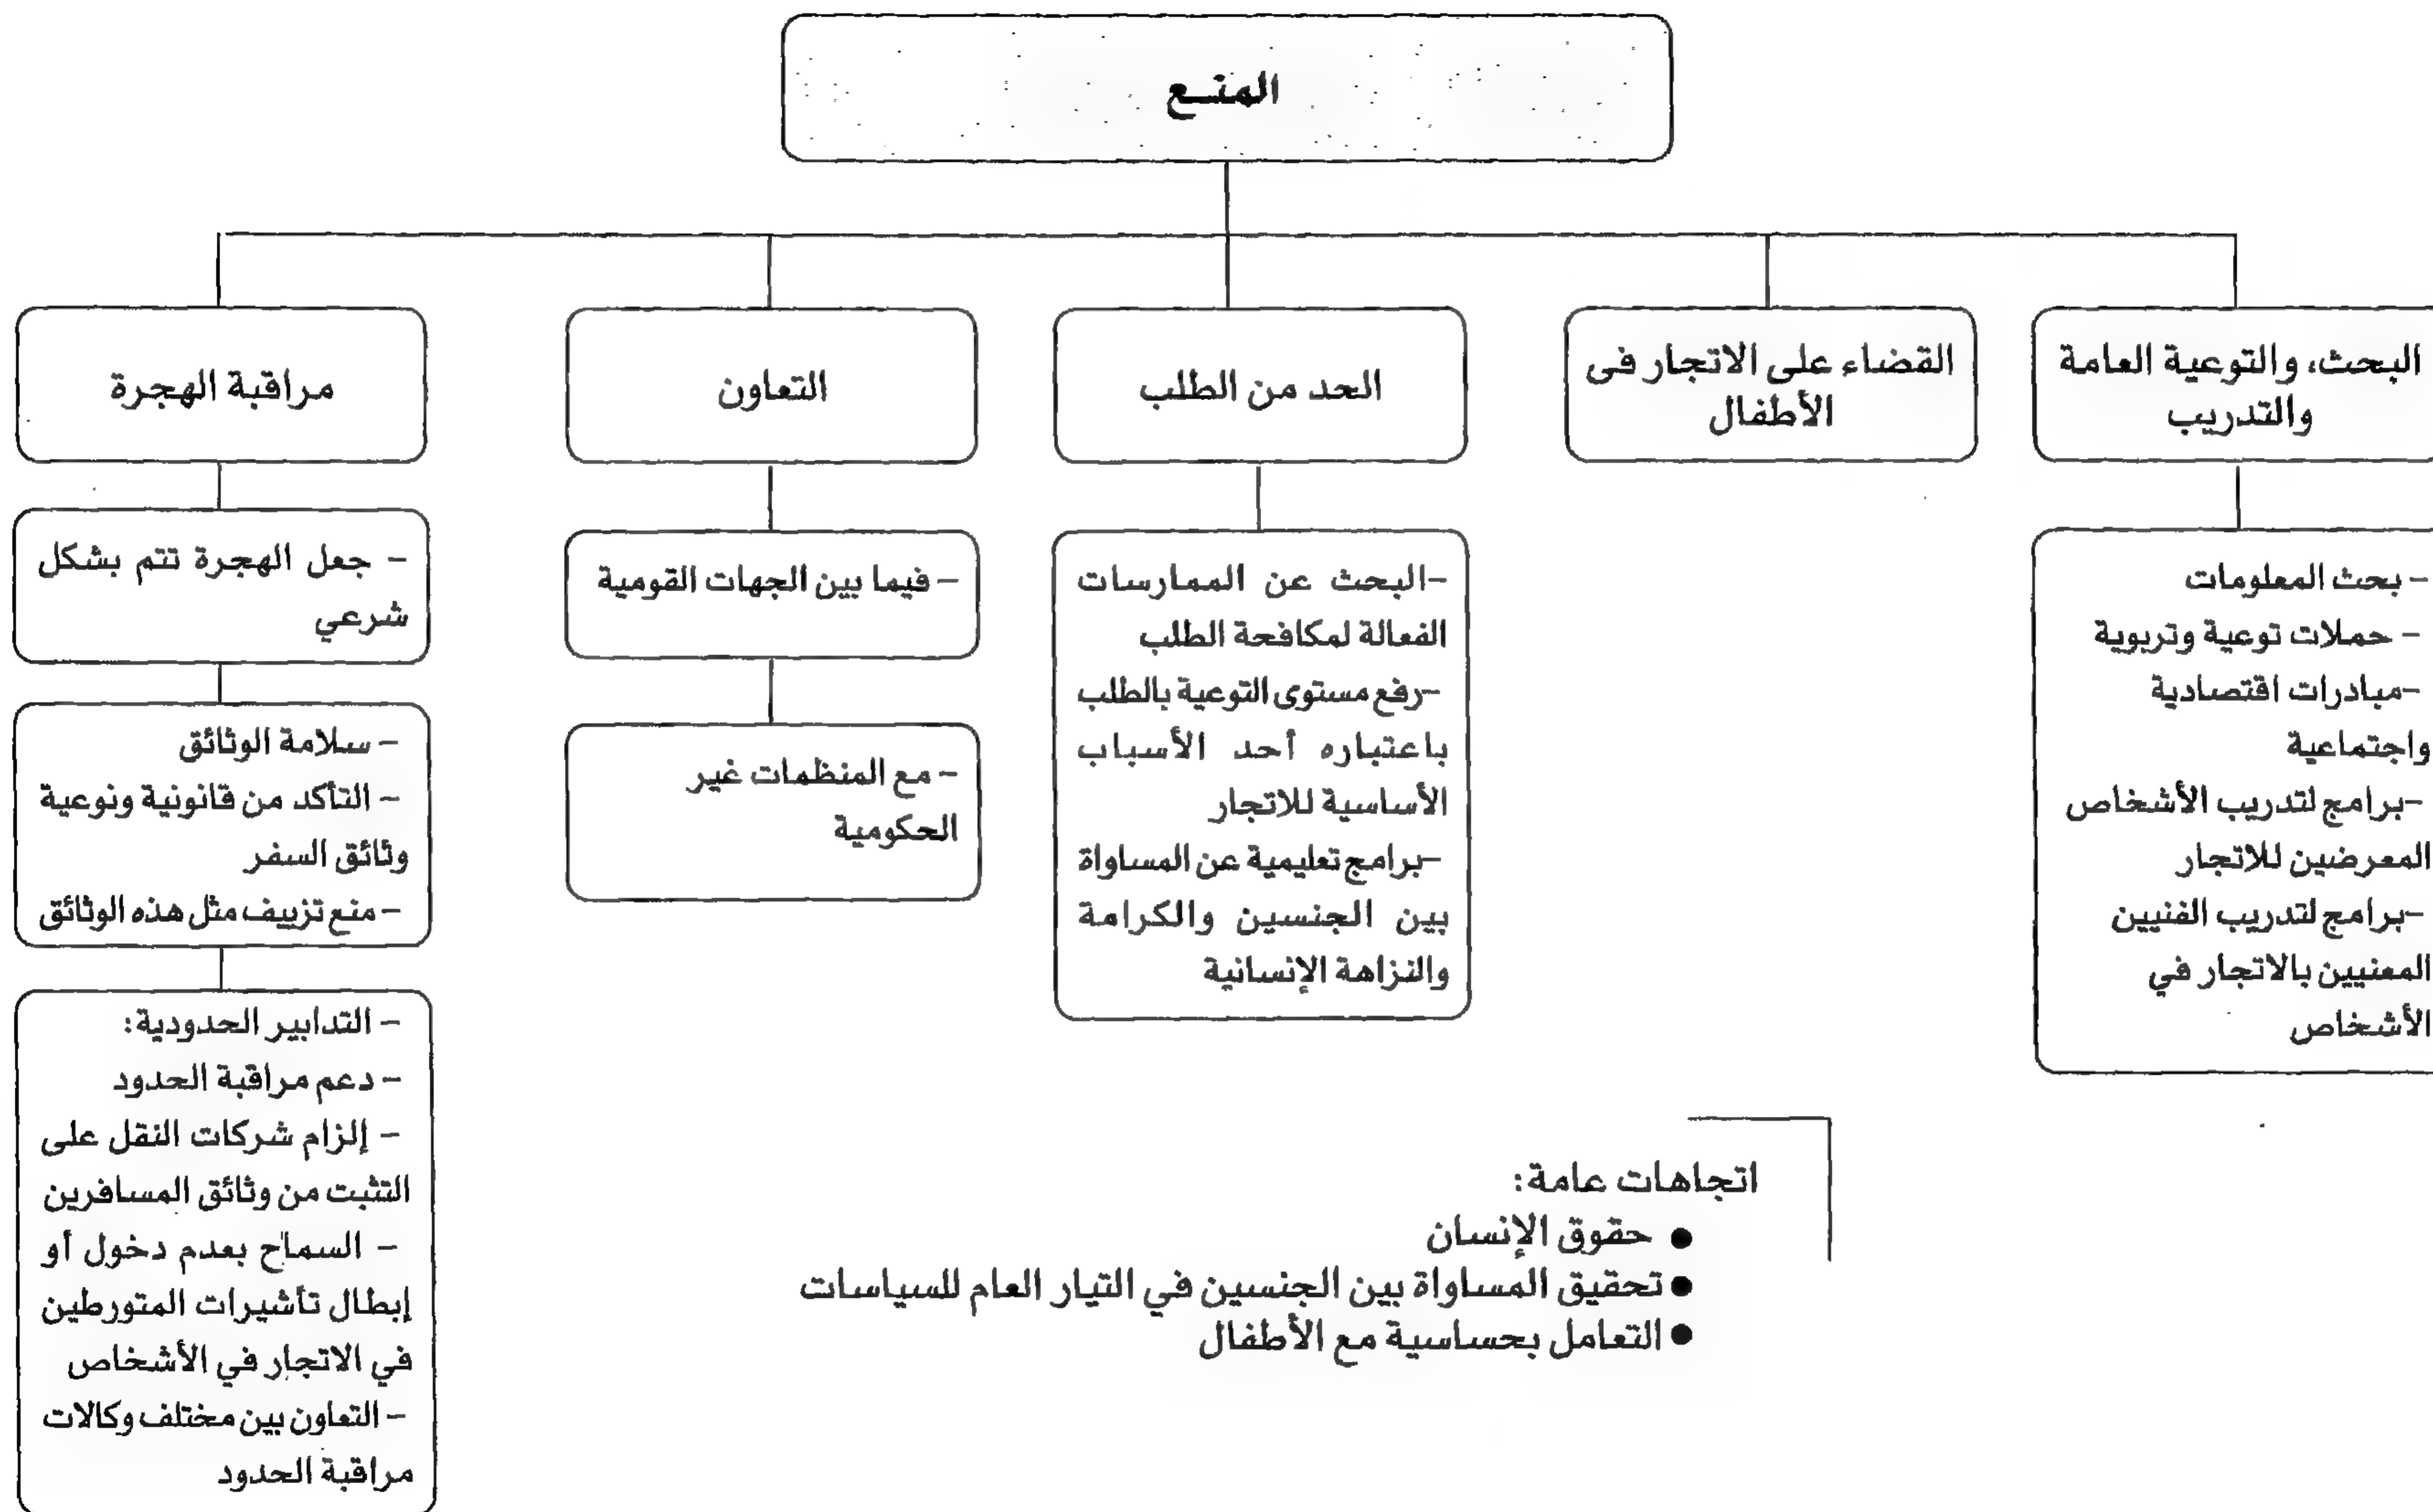 المنـع
البحث، والتوعية العامة
والتدريب
– بحث المعلومات
– حملات توعية وتربوية
–مبادرات اقتصادية
واجتماعية
–برامج لتدريب الأشخاص
المعرضين للاتجار
–برامج لتدريب الفنيين
المعنيين بالاتجار في
الأشخاص
القضاء على الاتجار فى
الأطفال
الحد من الطلب
–البحث عن الممارسات
الفعالة لمكافحة الطلب
–رفع مستوى التوعية بالطلب
باعتباره أحد الأسباب
الأساسية للاتجار
–برامج تعليمية عن المساواة
بين الجنسين والكرامة
والنزاهة الإنسانية
التعاون
– فيما بين الجهات القومية
– مع المنظمات غير
الحكومية
مراقبة الهجرة
– جعل الهجرة تتم بشكل
شرعي
– سلامة الوثائق
– التأكد من قانونية ونوعية
وثائق السفر
– منع تزييف مثل هذه الوثائق
– التدابير الحدودية:
– دعم مراقبة الحدود
– إلزام شركات النقل على
التثبت من وثائق المسافرين
– السماح بعدم دخول أو
إبطال تأشيرات المتورطين
في الاتجار في الأشخاص
– التعاون بين مختلف وكالات
مراقبة الحدود
اتجاهات عامة:
● حقوق الإنسان
● تحقيق المساواة بين الجنسين في التيار العام للسياسات
● التعامل بحساسية مع الأطفال